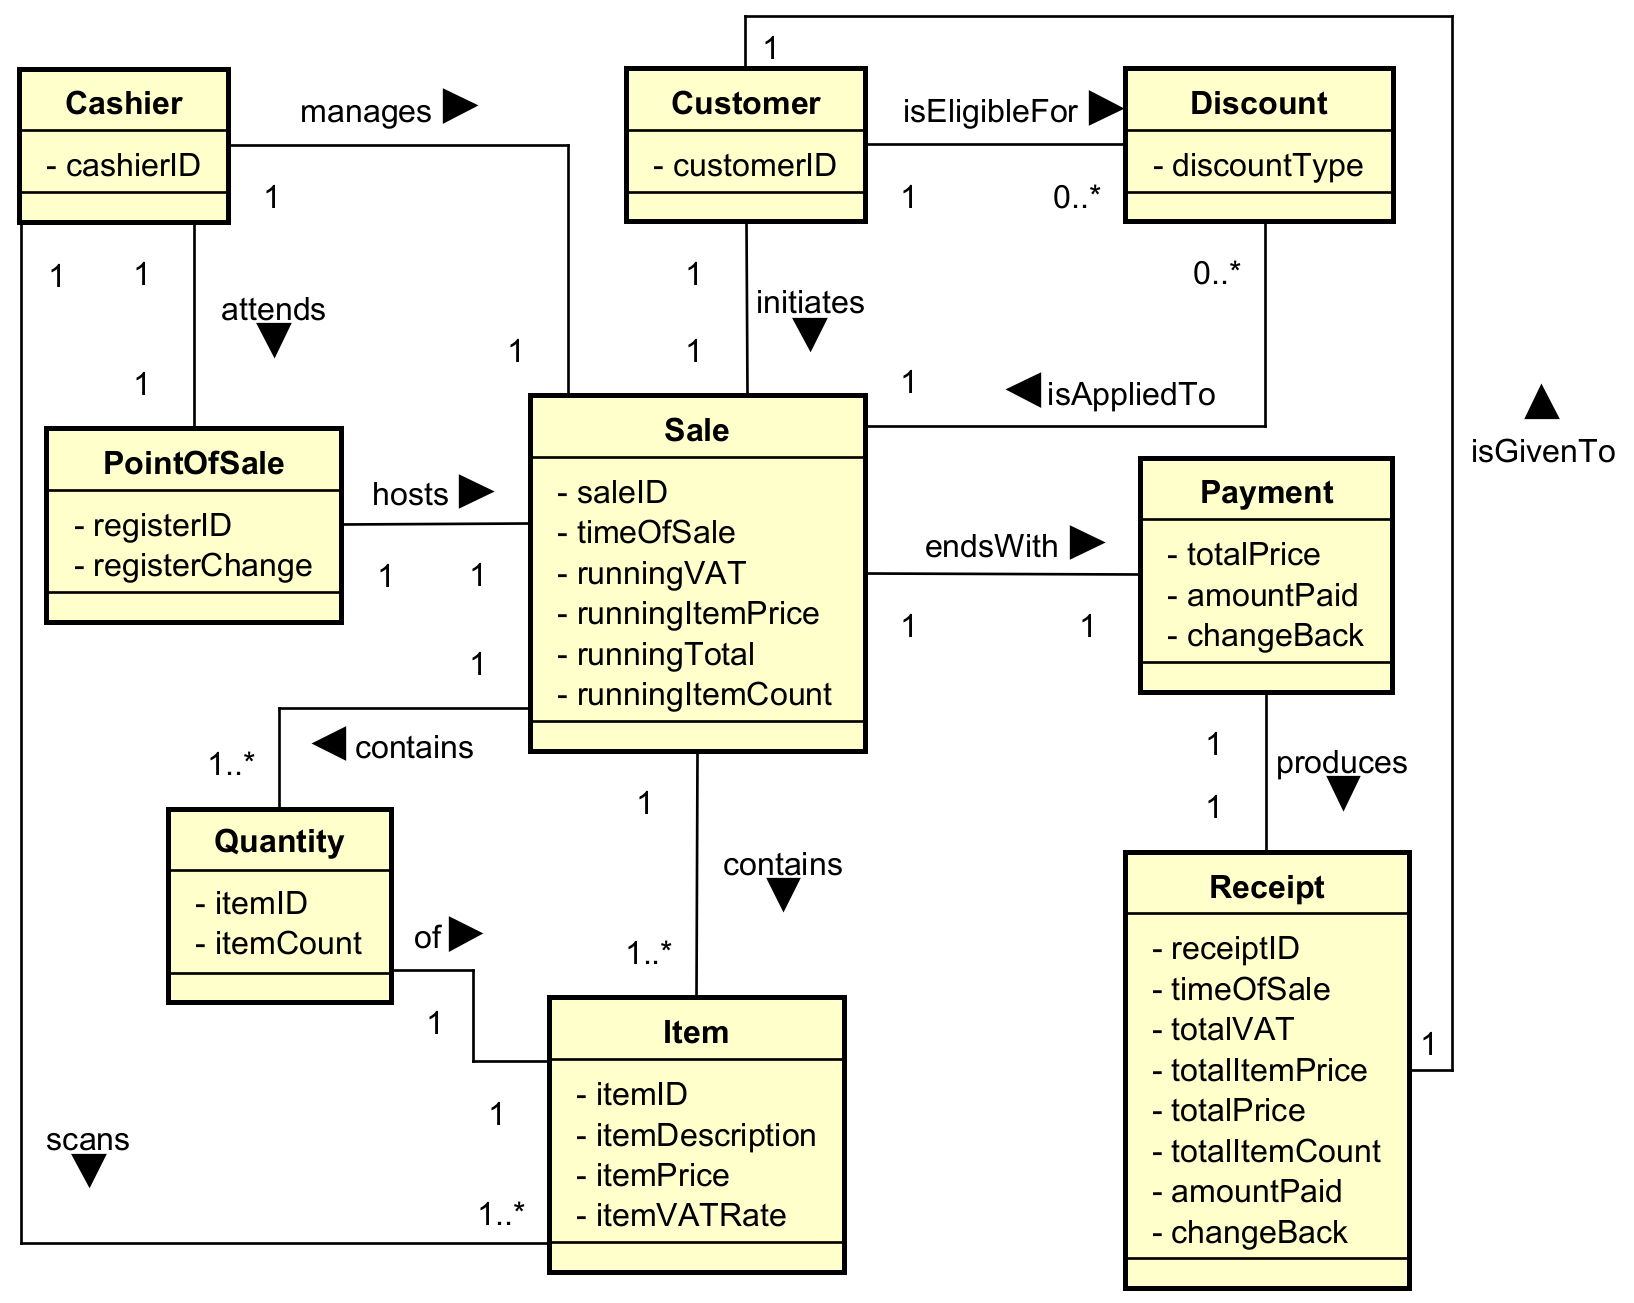 1
Cashier
- cashierID
manages
1
Customer
- customerID
isEligibleFor
1
0..*
Discount
- discountType
1
1
attends
1
1
1
initiates
1
0..*
1
isAppliedTo
isGivenTo
PointOfSale
- registerID
- registerChange
hosts
1
1
Sale
- saleID
- timeOfSale
- runningVAT
- runningItemPrice
- runningTotal
- runningItemCount
endsWith
1
1
Payment
- totalPrice
- amountPaid
- changeBack
1
contains
1..*
1
produces
1
Quantity
- itemID
- itemCount
of
1
1
1
contains
1..*
Item
- itemID
- itemDescription
- itemPrice
- itemVATRate
scans
1..*
Receipt
- receiptID
- timeOfSale
- totalVAT
- totalItemPrice
- totalPrice
- totalItemCount
- amountPaid
- changeBack
1